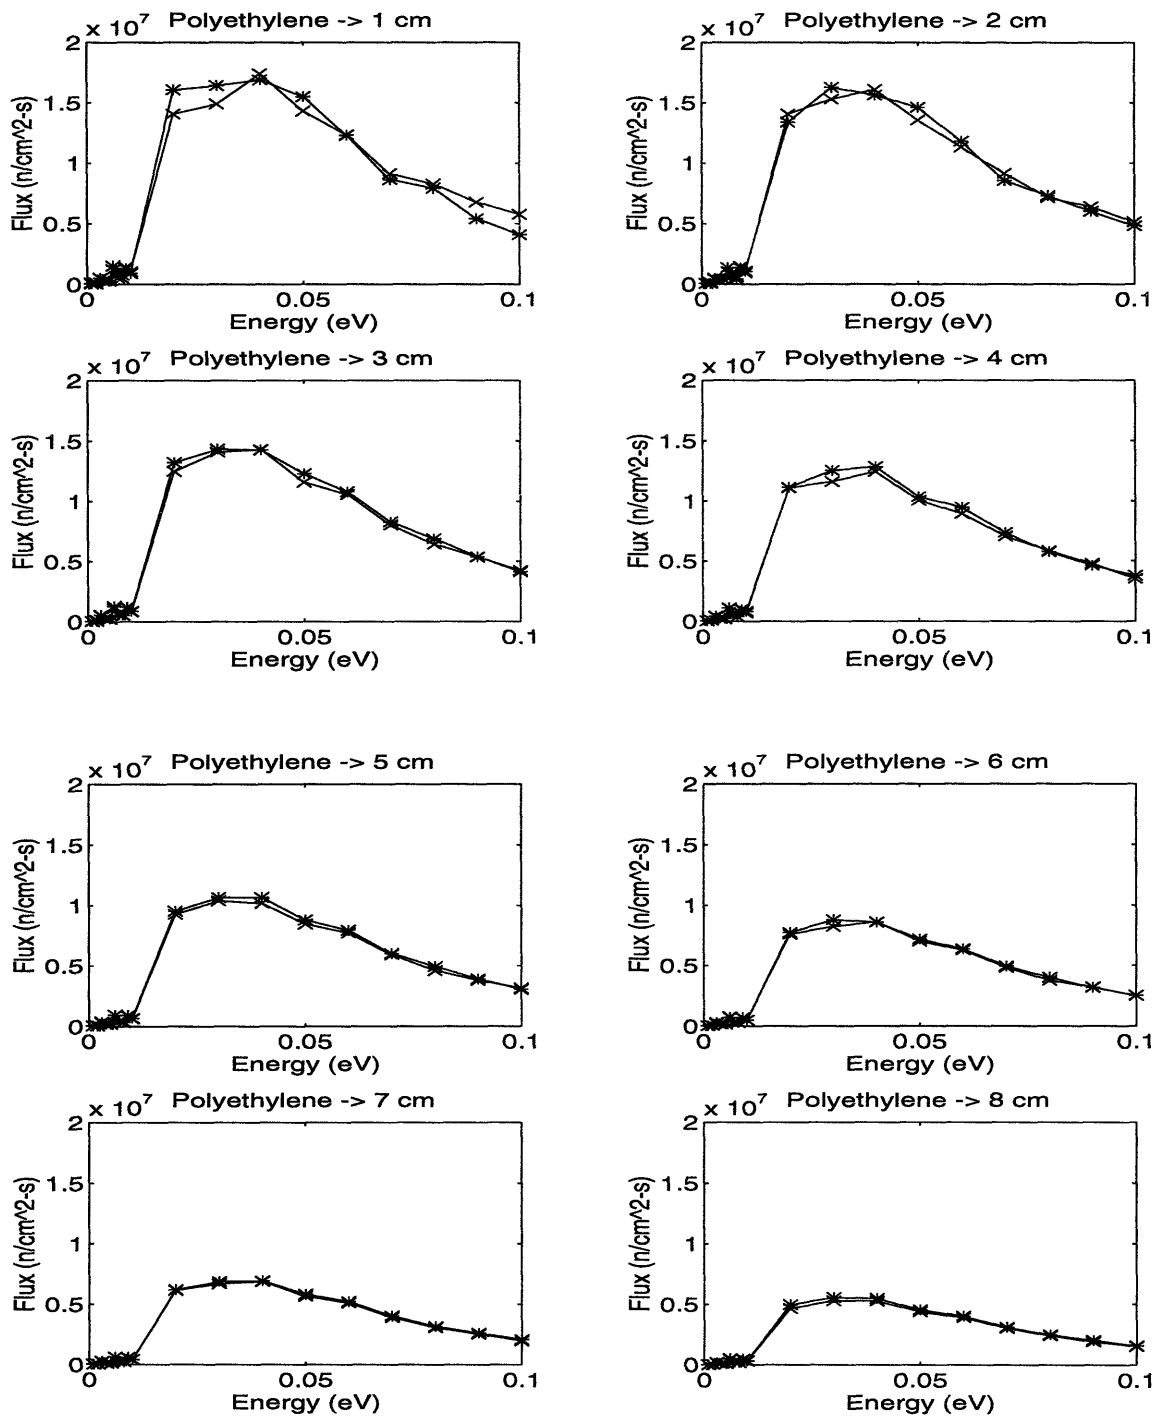 Polyethylene -> 1 cm
× 10^7
2
1.5
1
0.5
0
Flux (n/cm^2-s)
0 0.05 0.1
Energy (eV)
Polyethylene -> 2 cm
× 10^7
2
1.5
1
0.5
0
Flux (n/cm^2-s)
0 0.05 0.1
Energy (eV)
Polyethylene -> 3 cm
× 10^7
2
1.5
1
0.5
0
Flux (n/cm^2-s)
0 0.05 0.1
Energy (eV)
Polyethylene -> 4 cm
× 10^7
2
1.5
1
0.5
0
Flux (n/cm^2-s)
0 0.05 0.1
Energy (eV)
Polyethylene -> 5 cm
× 10^7
2
1.5
1
0.5
0
Flux (n/cm^2-s)
0 0.05 0.1
Energy (eV)
Polyethylene -> 6 cm
× 10^7
2
1.5
1
0.5
0
Flux (n/cm^2-s)
0 0.05 0.1
Energy (eV)
Polyethylene -> 7 cm
× 10^7
2
1.5
1
0.5
0
Flux (n/cm^2-s)
0 0.05 0.1
Energy (eV)
Polyethylene -> 8 cm
× 10^7
2
1.5
1
0.5
0
Flux (n/cm^2-s)
0 0.05 0.1
Energy (eV)